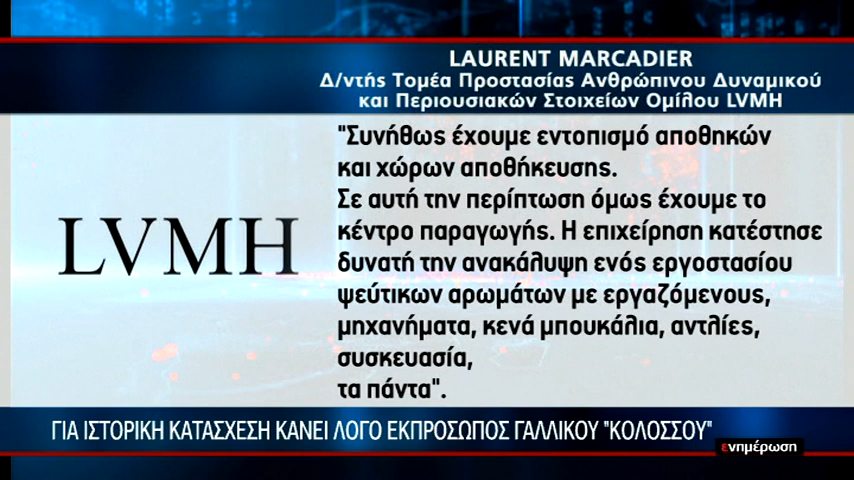 LAURENT MARCADIER
Δ/ντής Τομέα Προστασίας Ανθρώπινου Δυναμικού
και Περιουσιακών Στοιχείων Ομίλου LVMH
LVMH
"Συνήθως έχουμε εντοπισμό αποθηκών
και χώρων αποθήκευσης.
Σε αυτή την περίπτωση όμως έχουμε το
κέντρο παραγωγής. Η επιχείρηση κατέστησε
δυνατή την ανακάλυψη ενός εργοστασίου
ψεύτικων αρωμάτων με εργαζόμενους,
μηχανήματα, κενά μπουκάλια, αντλίες,
συσκευασία,
τα πάντα".
ΓΙΑ ΙΣΤΟΡΙΚΗ ΚΑΤΑΣΧΕΣΗ ΚΑΝΕΙ ΛΟΓΟ ΕΚΠΡΟΣΩΠΟΣ ΓΑΛΛΙΚΟΥ "ΚΟΛΟΣΣΟΥ"
ενημέρωση